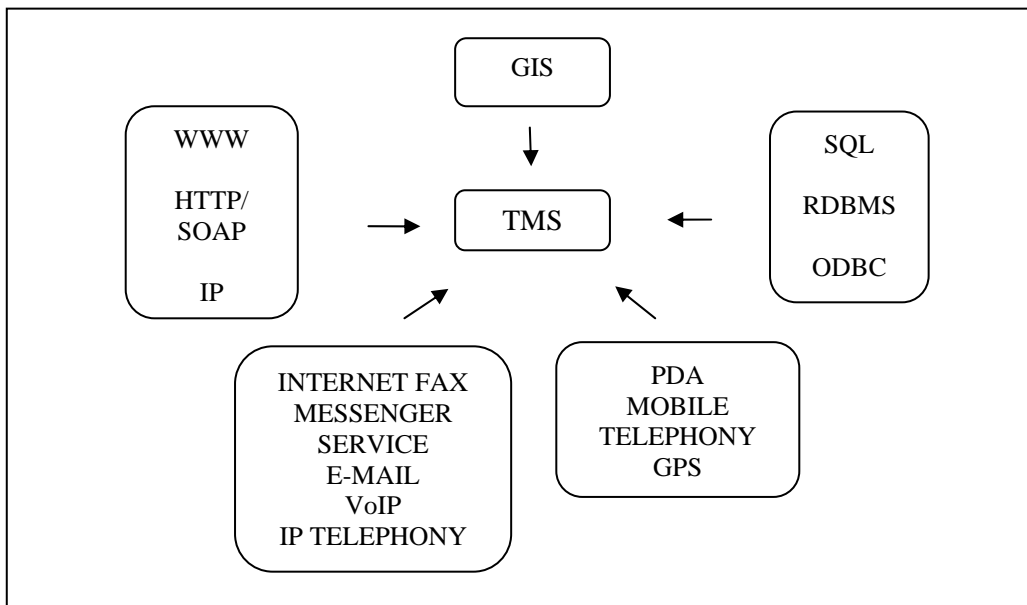 GIS
WWW
HTTP/
SOAP
IP
TMS
SQL
RDBMS
ODBC
INTERNET FAX
MESSENGER
SERVICE
E-MAIL
VoIP
IP TELEPHONY
PDA
MOBILE
TELEPHONY
GPS